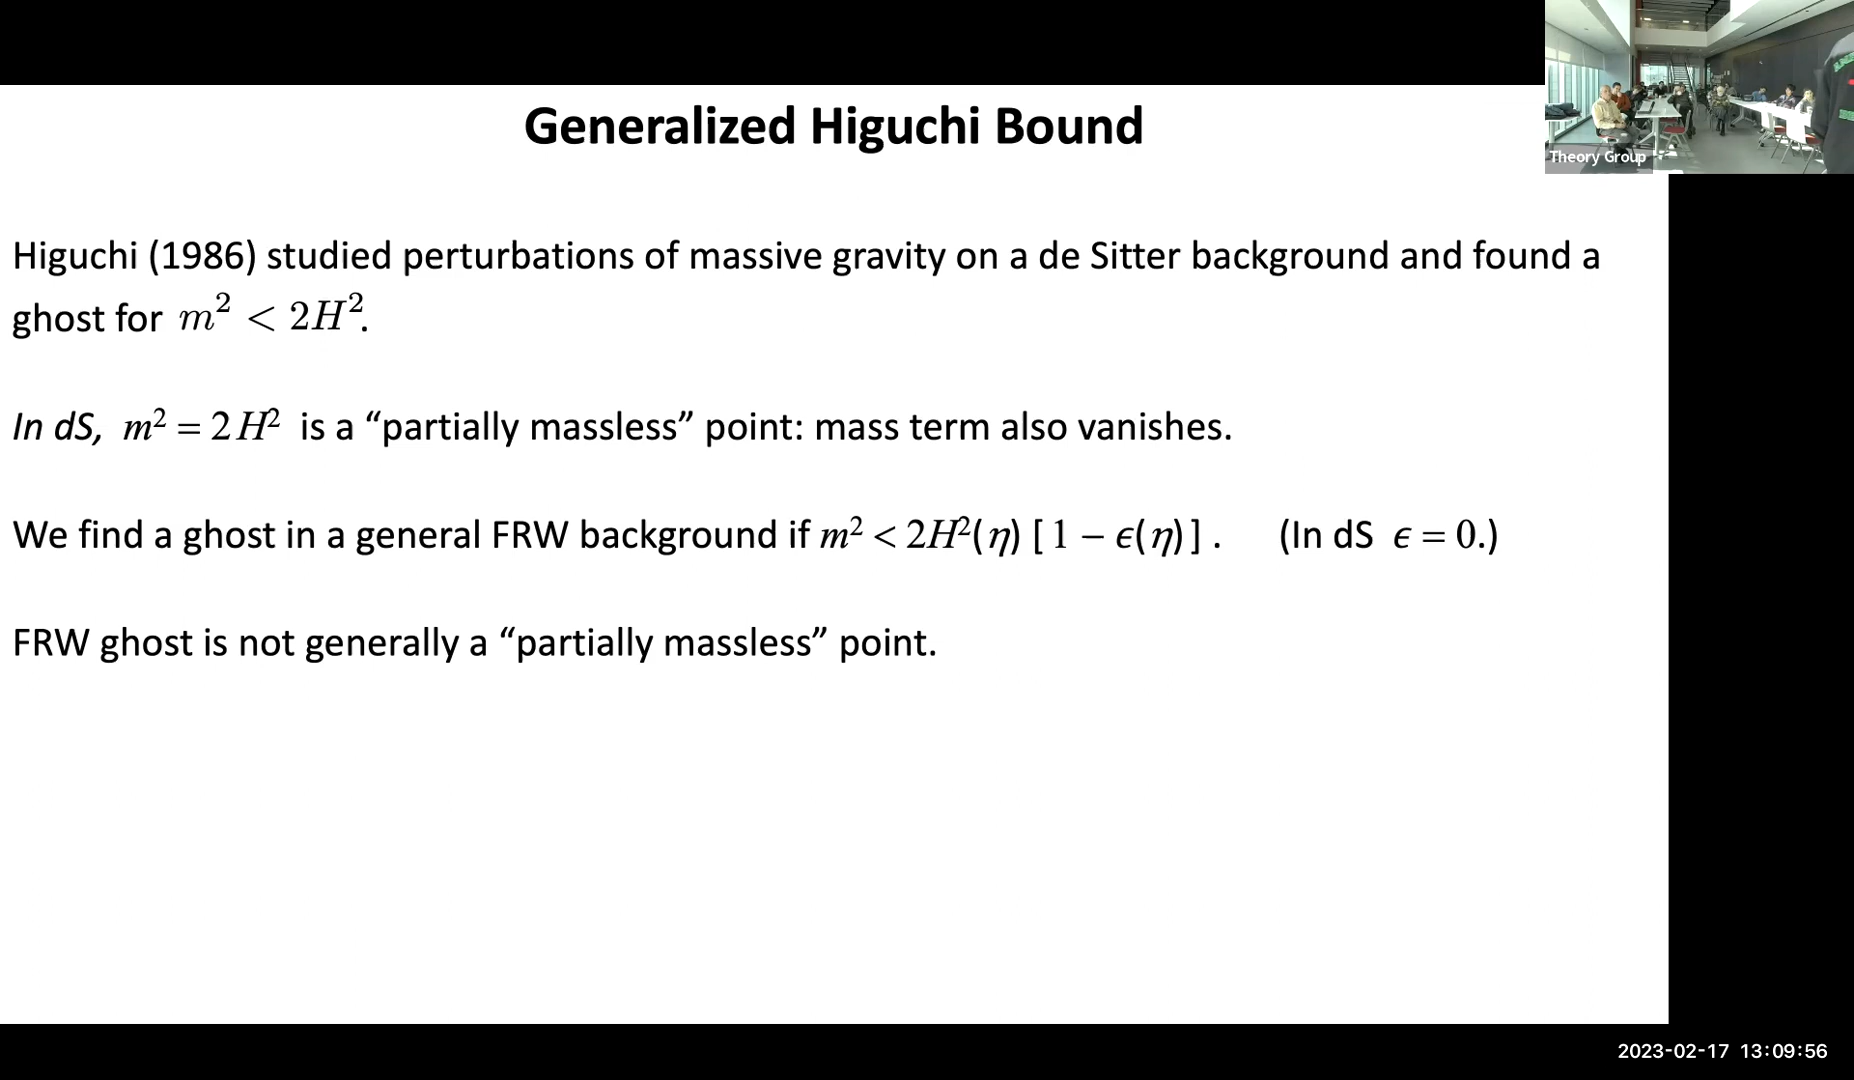 Generalized Higuchi Bound
Theory Group
Higuchi (1986) studied perturbations of massive gravity on a de Sitter background and found a
ghost for m² < 2H².
In dS, m² = 2H² is a “partially massless” point: mass term also vanishes.
We find a ghost in a general FRW background if m² < 2H²(η) [1 − ϵ(η)] . (In dS ϵ = 0.)
FRW ghost is not generally a “partially massless” point.
2023-02-17 13:09:56